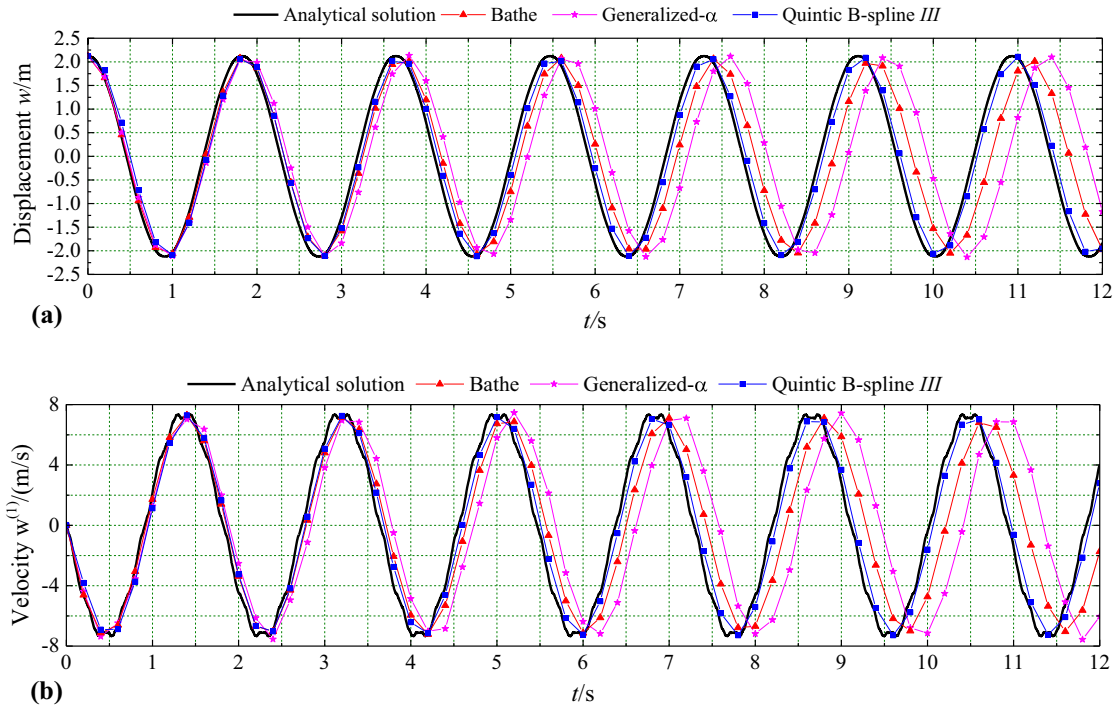 Analytical solution Bathe Generalized-α Quintic B-spline III
2.5
2.0
1.5
1.0
0.5
0.0
-0.5
-1.0
-1.5
-2.0
-2.5
Displacement w/m
0 1 2 3 4 5 6 7 8 9 10 11 12
t/s
(a)
Analytical solution Bathe Generalized-α Quintic B-spline III
8
4
0
-4
-8
Velocity w⁽¹⁾/(m/s)
0 1 2 3 4 5 6 7 8 9 10 11 12
t/s
(b)